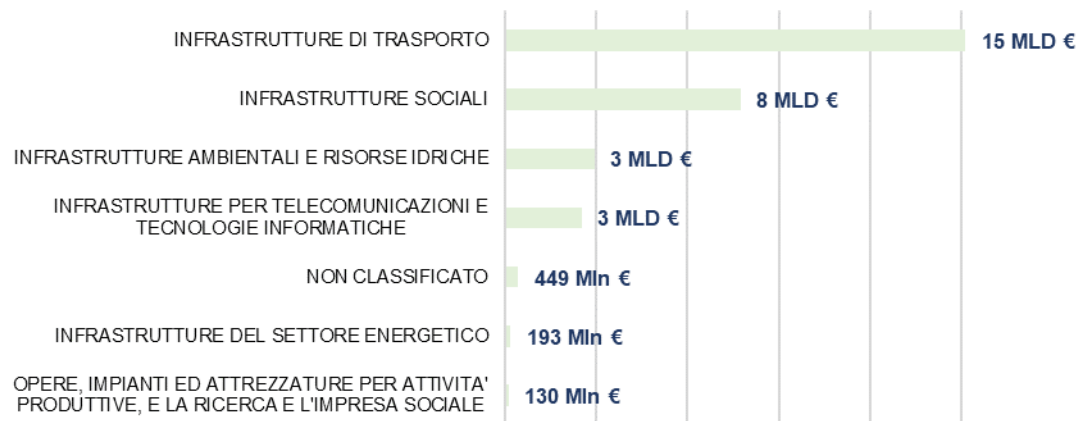 INFRASTRUTTURE DI TRASPORTO
15 MLD €
INFRASTRUTTURE SOCIALI
8 MLD €
INFRASTRUTTURE AMBIENTALI E RISORSE IDRICHE
3 MLD €
INFRASTRUTTURE PER TELECOMUNICAZIONI E
TECNOLOGIE INFORMATICHE
3 MLD €
NON CLASSIFICATO
449 Mln €
INFRASTRUTTURE DEL SETTORE ENERGETICO
193 Mln €
OPERE, IMPIANTI ED ATTREZZATURE PER ATTIVITA'
PRODUTTIVE, E LA RICERCA E L'IMPRESA SOCIALE
130 Mln €